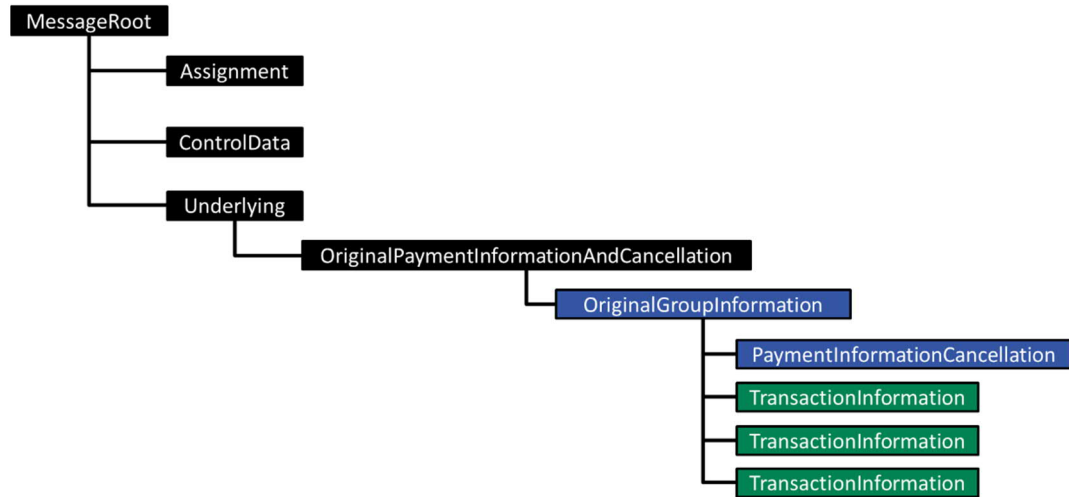 MessageRoot
Assignment
ControlData
Underlying
OriginalPaymentInformationAndCancellation
OriginalGroupInformation
PaymentInformationCancellation
TransactionInformation
TransactionInformation
TransactionInformation